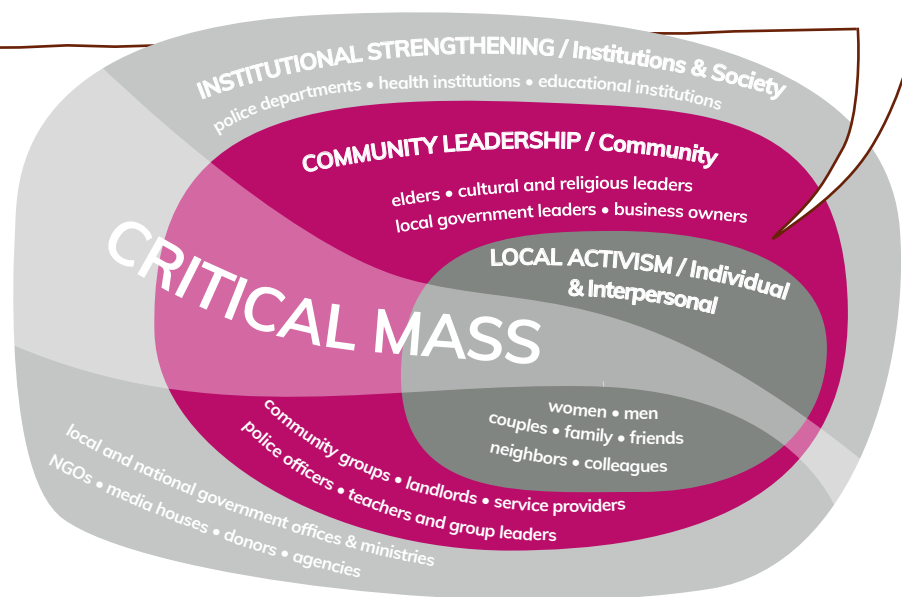 INSTITUTIONAL STRENGTHENING / Institutions & Society
police departments • health institutions • educational institutions
COMMUNITY LEADERSHIP / Community
elders • cultural and religious leaders
local government leaders • business owners
LOCAL ACTIVISM / Individual
& Interpersonal
CRITICAL MASS
women • men
couples • family • friends
neighbors • colleagues
community groups • landlords • service providers
police officers • teachers and group leaders
local and national government offices & ministries
NGOs • media houses • donors • agencies